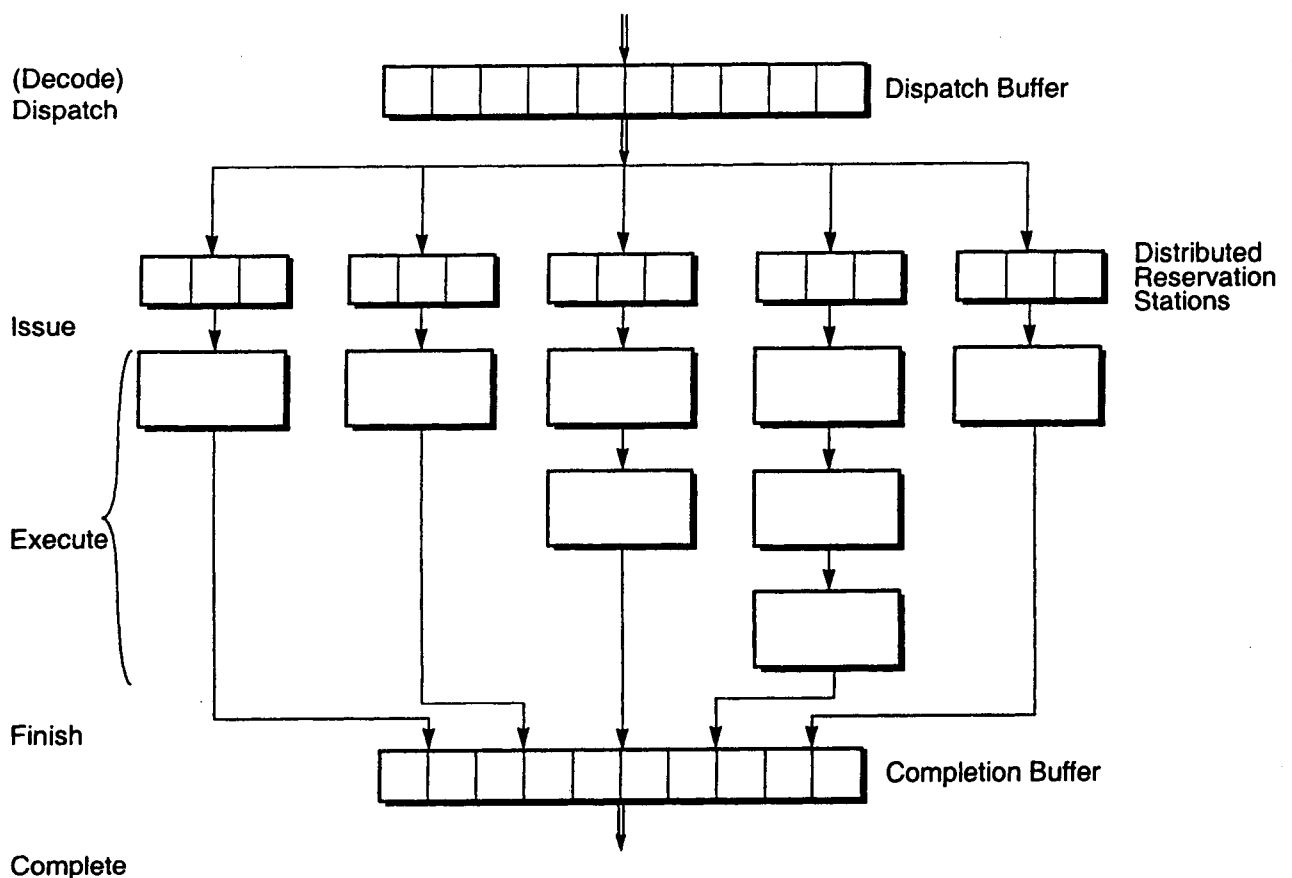 (Decode)
Dispatch
Dispatch Buffer
Distributed
Reservation
Stations
Issue
Execute
Finish
Completion Buffer
Complete